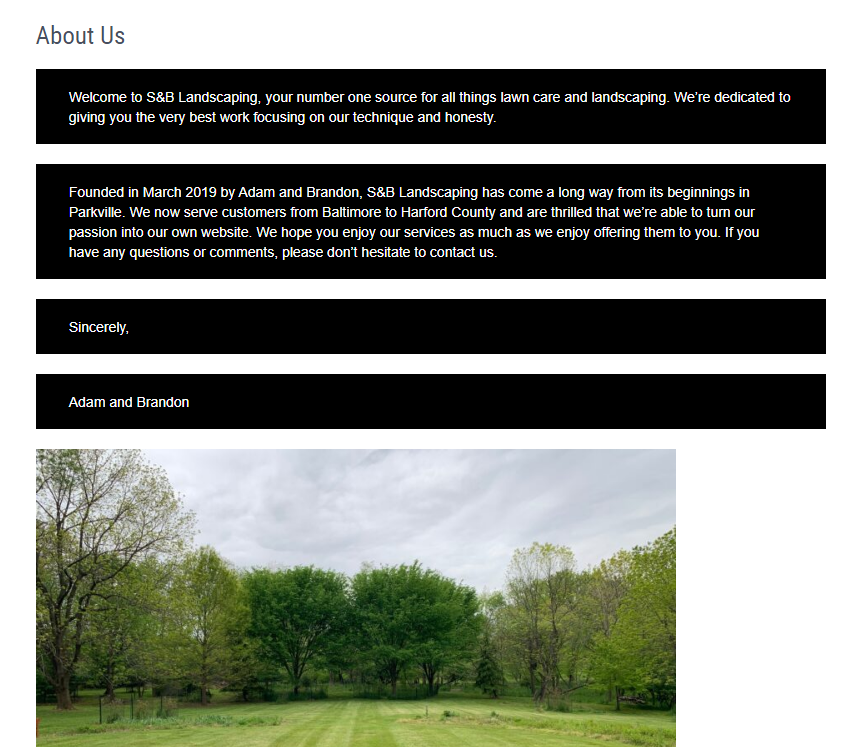 About Us
Welcome to S&B Landscaping, your number one source for all things lawn care and landscaping. We’re dedicated to
giving you the very best work focusing on our technique and honesty.
Founded in March 2019 by Adam and Brandon, S&B Landscaping has come a long way from its beginnings in
Parkville. We now serve customers from Baltimore to Harford County and are thrilled that we’re able to turn our
passion into our own website. We hope you enjoy our services as much as we enjoy offering them to you. If you
have any questions or comments, please don’t hesitate to contact us.
Sincerely,
Adam and Brandon